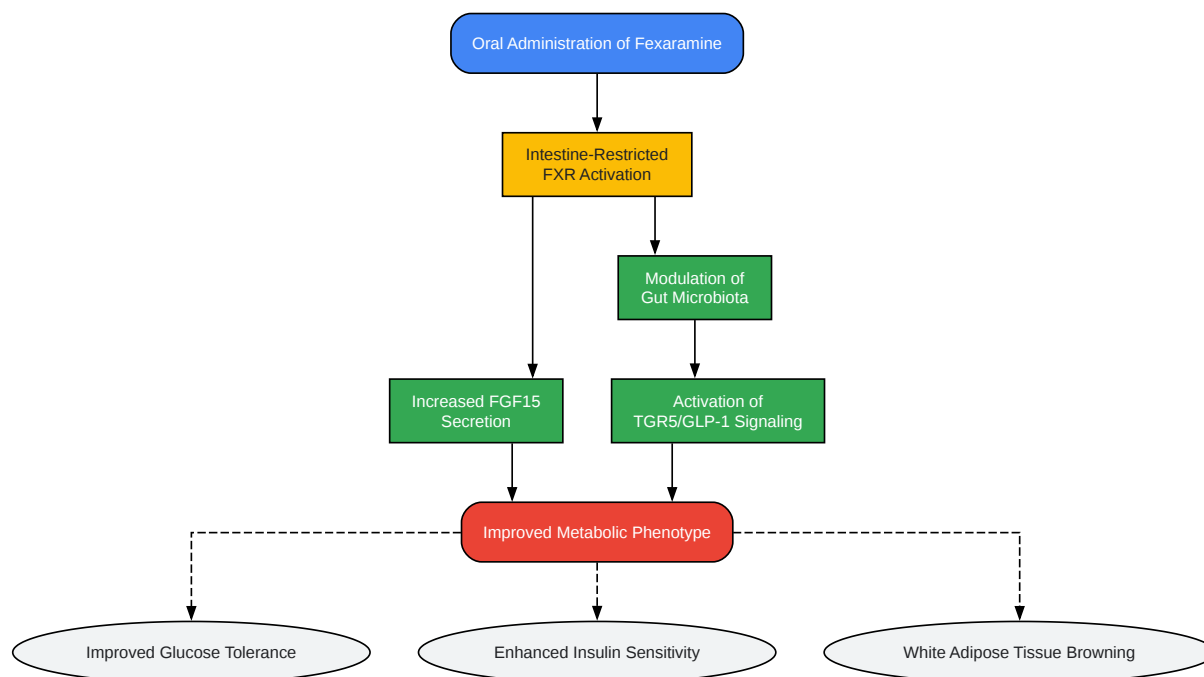 Oral Administration of Fexaramine
Intestine-Restricted
FXR Activation
Modulation of
Gut Microbiota
Increased FGF15
Secretion
Activation of
TGR5/GLP-1 Signaling
Improved Metabolic Phenotype
Improved Glucose Tolerance
Enhanced Insulin Sensitivity
White Adipose Tissue Browning